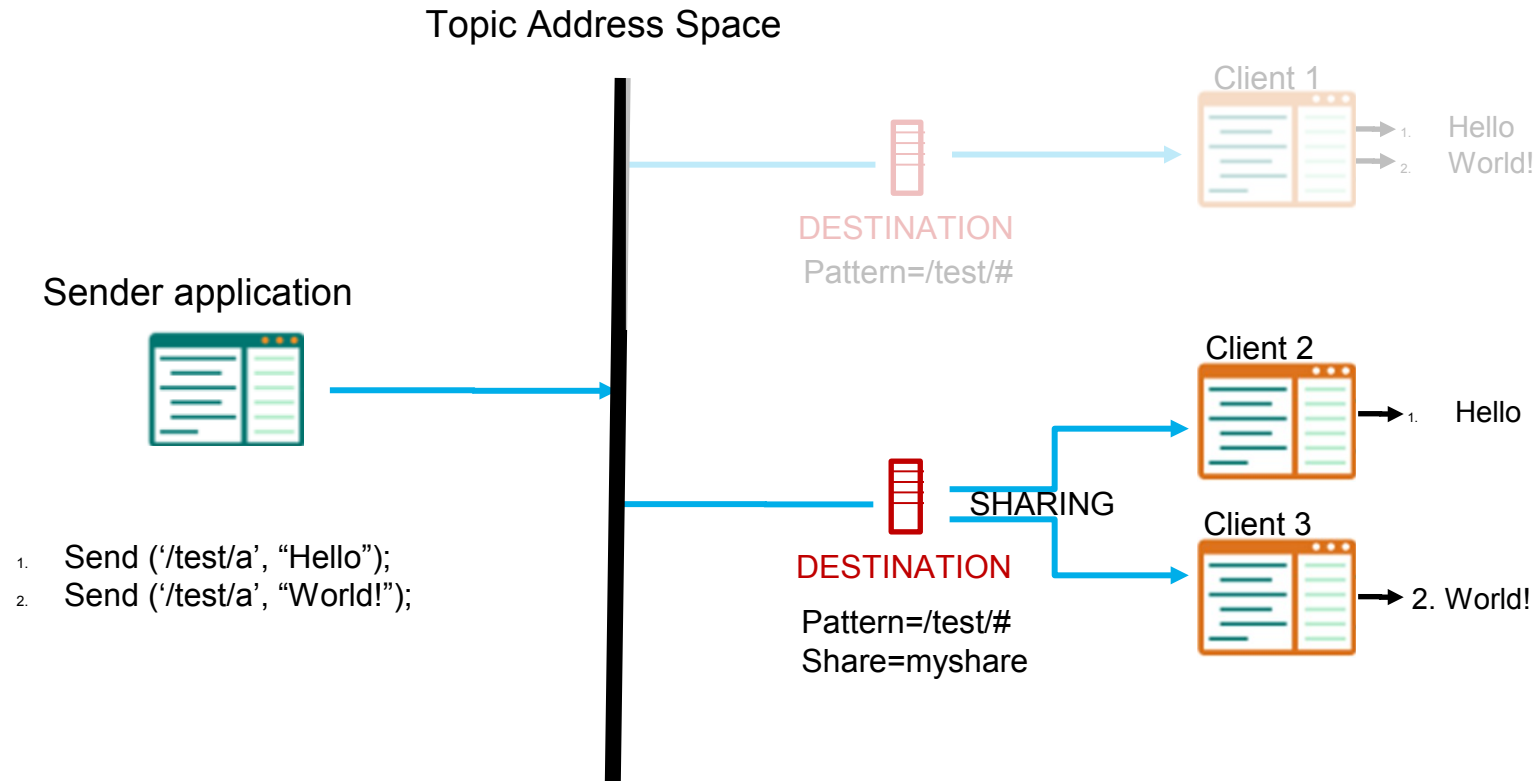 Topic Address Space
Client 1
1. Hello
2. World!
DESTINATION
Pattern=/test/#
Sender application
1. Send (‘/test/a’, “Hello”);
2. Send (‘/test/a’, “World!”);
Client 2
1. Hello
SHARING
Client 3
2. World!
DESTINATION
Pattern=/test/#
Share=myshare